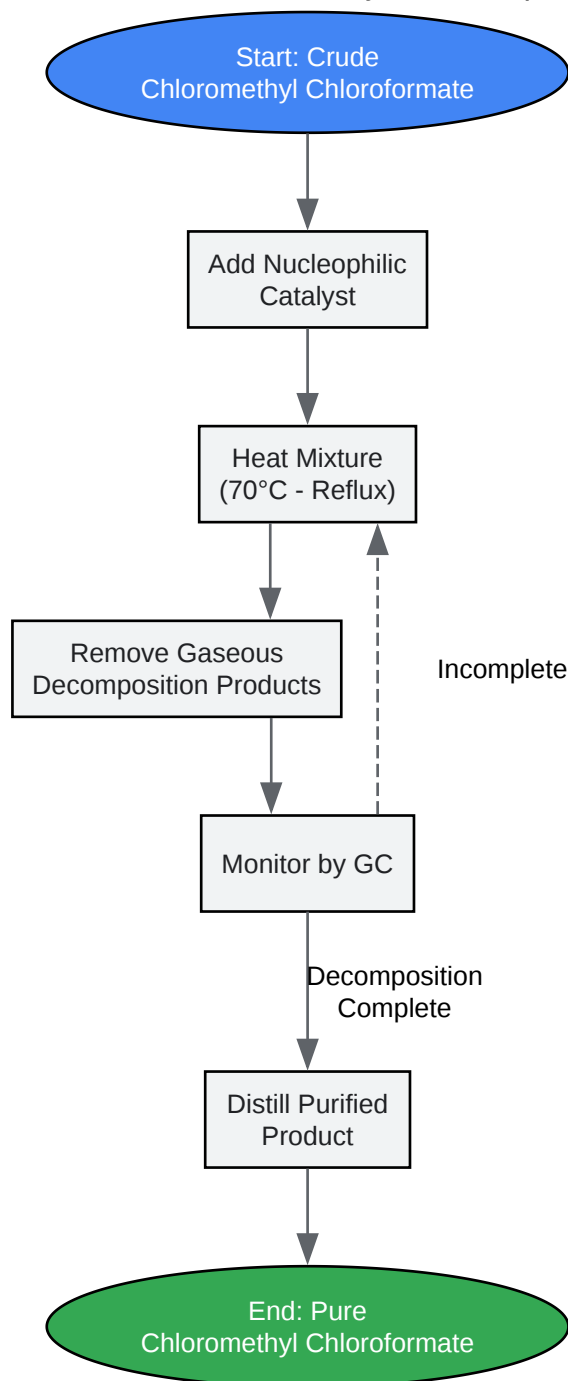 Start: Crude
Chloromethyl Chloroformate
Add Nucleophilic
Catalyst
Heat Mixture
(70°C - Reflux)
Remove Gaseous
Decomposition Products
Incomplete
Monitor by GC
Decomposition
Complete
Distill Purified
Product
End: Pure
Chloromethyl Chloroformate